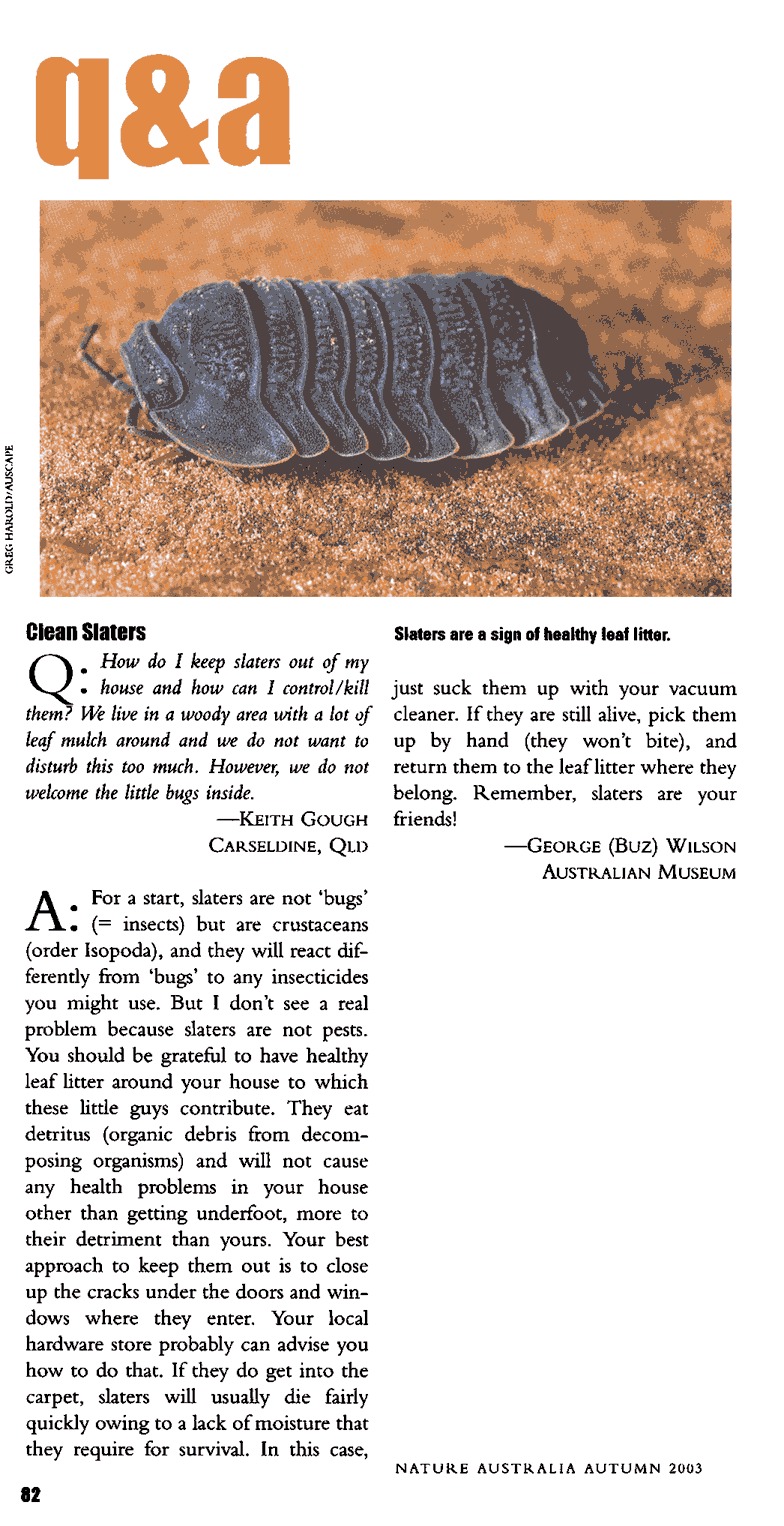 q&a
GREG HAROLD/AUSCAPE
Clean Slaters
Q: How do I keep slaters out of my
house and how can I control/kill
them? We live in a woody area with a lot of
leaf mulch around and we do not want to
disturb this too much. However, we do not
welcome the little bugs inside.
—KEITH GOUGH
CARSELDINE, QLD
A: For a start, slaters are not ‘bugs’
(= insects) but are crustaceans
(order Isopoda), and they will react dif-
ferently from ‘bugs’ to any insecticides
you might use. But I don’t see a real
problem because slaters are not pests.
You should be grateful to have healthy
leaf litter around your house to which
these little guys contribute. They eat
detritus (organic debris from decom-
posing organisms) and will not cause
any health problems in your house
other than getting underfoot, more to
their detriment than yours. Your best
approach to keep them out is to close
up the cracks under the doors and win-
dows where they enter. Your local
hardware store probably can advise you
how to do that. If they do get into the
carpet, slaters will usually die fairly
quickly owing to a lack of moisture that
they require for survival. In this case,
Slaters are a sign of healthy leaf litter.
just suck them up with your vacuum
cleaner. If they are still alive, pick them
up by hand (they won’t bite), and
return them to the leaf litter where they
belong. Remember, slaters are your
friends!
—GEORGE (BUZ) WILSON
AUSTRALIAN MUSEUM
82
NATURE AUSTRALIA AUTUMN 2003